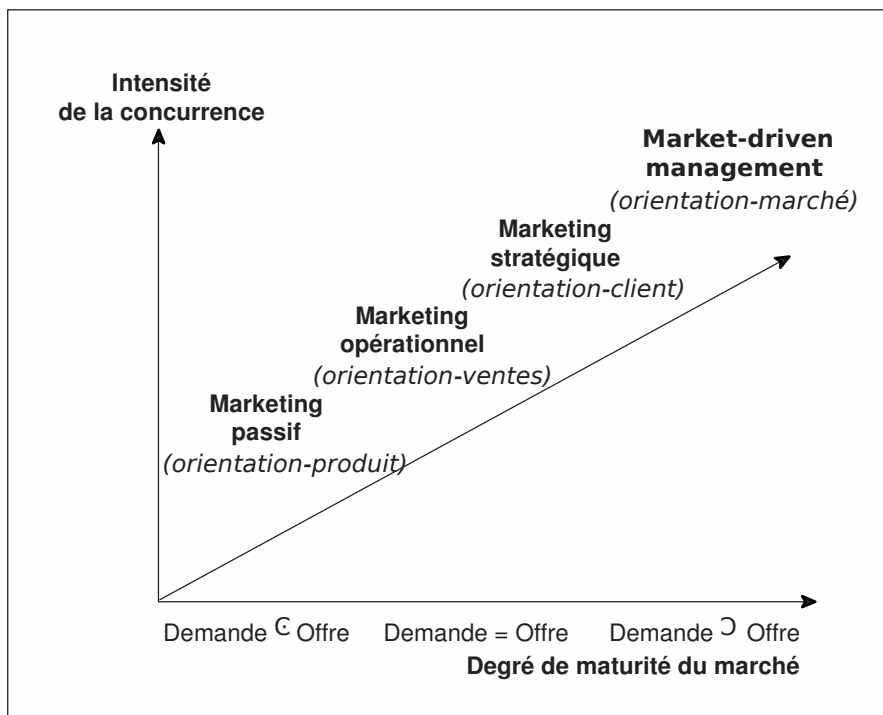 Intensité
de la concurrence
Market-driven
management
(orientation-marché)
Marketing
stratégique
(orientation-client)
Marketing
opérationnel
(orientation-ventes)
Marketing
passif
(orientation-produit)
Demande Ͼ Offre
Demande = Offre
Demande Ɔ Offre
Degré de maturité du marché